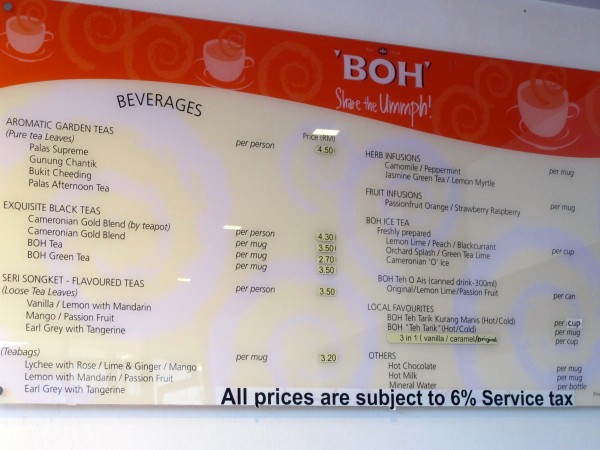 'BOH'
Share the Ummph!
BEVERAGES
Price (RM)
AROMATIC GARDEN TEAS
(Pure tea Leaves) per person 4.50
Palas Supreme
Gunung Chantik
Bukit Cheeding
Palas Afternoon Tea
EXQUISITE BLACK TEAS
Cameronian Gold Blend (by teapot) per person 4.30
Cameronian Gold Blend per mug 3.50
BOH Tea per mug 2.70
BOH Green Tea per mug 3.50
SERI SONGKET - FLAVOURED TEAS
(Loose Tea Leaves) per person 3.50
Vanilla / Lemon with Mandarin
Mango / Passion Fruit
Earl Grey with Tangerine
(Teabags)
Lychee with Rose / Lime & Ginger / Mango per mug 3.20
Lemon with Mandarin / Passion Fruit
Earl Grey with Tangerine
HERB INFUSIONS
Camomile / Peppermint per mug
Jasmine Green Tea / Lemon Myrtle
FRUIT INFUSIONS
Passionfruit Orange / Strawberry Raspberry per mug
BOH ICE TEA
Freshly prepared
Lemon Lime / Peach / Blackcurrant
Orchard Splash / Green Tea Lime per cup
Cameronian 'O' Ice
BOH Teh O Ais (canned drink-300ml)
Original/Lemon Lime/Passion Fruit per can
LOCAL FAVOURITES
BOH Teh Tarik Kurang Manis (Hot/Cold) per cup
BOH "Teh Tarik"(Hot/Cold) per mug
3 in 1 ( vanilla / caramel/original per cup
OTHERS
Hot Chocolate per mug
Hot Milk per mug
Mineral Water per bottle
All prices are subject to 6% Service tax